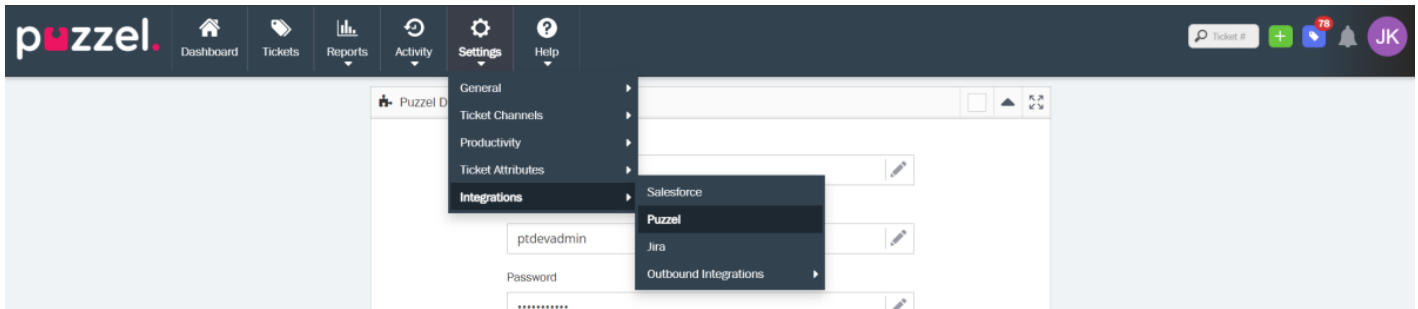 puzzel.
Dashboard
Tickets
Reports
Activity
Settings
Help
Ticket #
78
JK
Puzzel D
General
Ticket Channels
Productivity
Ticket Attributes
Integrations
Salesforce
Puzzel
Jira
Outbound Integrations
ptdevadmin
Password